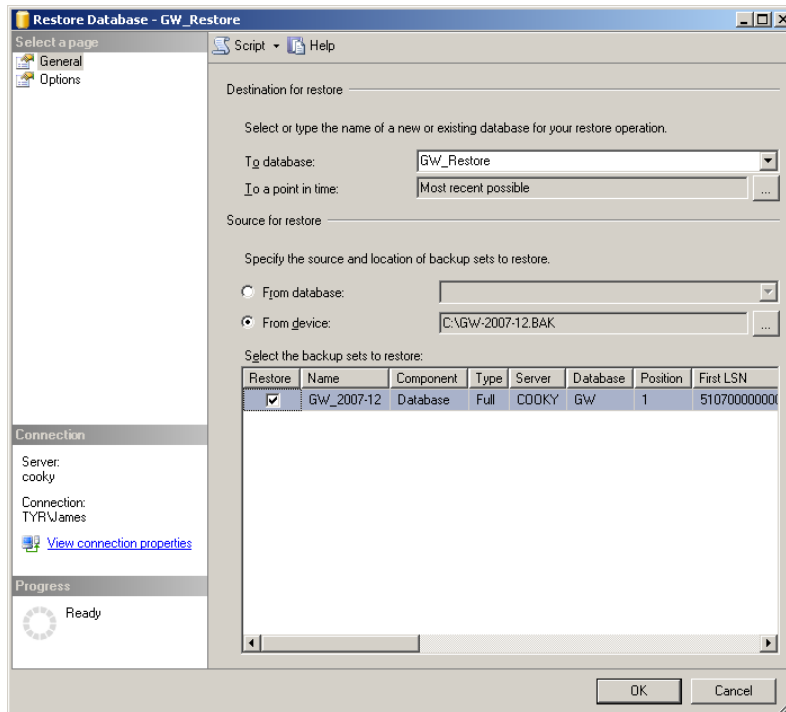 Restore Database - GW_Restore
Select a page
General
Options
Script
Help
Destination for restore
Select or type the name of a new or existing database for your restore operation.
To database:
GW_Restore
To a point in time:
Most recent possible
...
Source for restore
Specify the source and location of backup sets to restore.
From database:
From device:
C:\GW-2007-12.BAK
...
Select the backup sets to restore:
Restore Name Component Type Server Database Position First LSN
GW_2007-12 Database Full COOKY GW 1 510700000000
Connection
Server:
cooky
Connection:
TYR\James
View connection properties
Progress
Ready
OK
Cancel